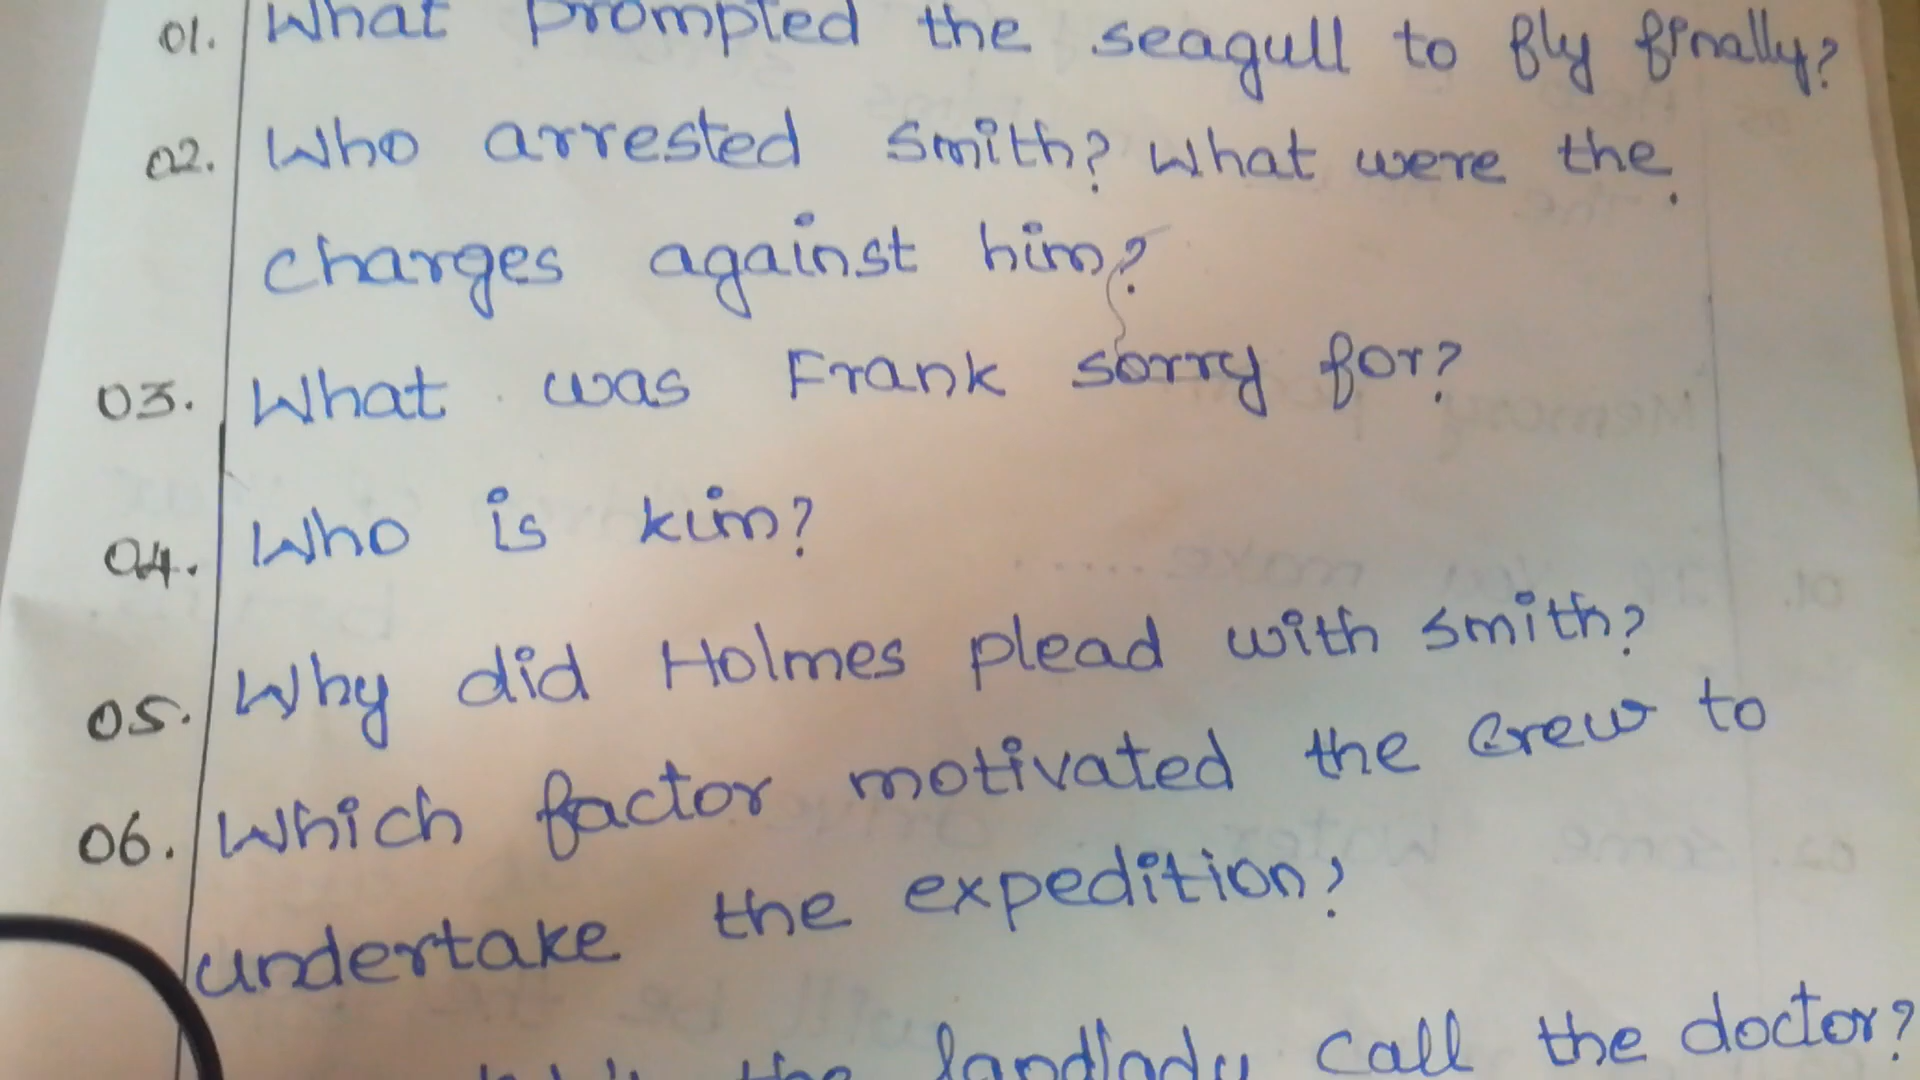 01. What prompted the seagull to fly finally?
02. Who arrested Smith? What were the
charges against him?
03. What was Frank sorry for?
04. Who is kim?
05. Why did Holmes plead with smith?
06. Which factor motivated the crew to
undertake the expedition?
the landlady call the doctor?